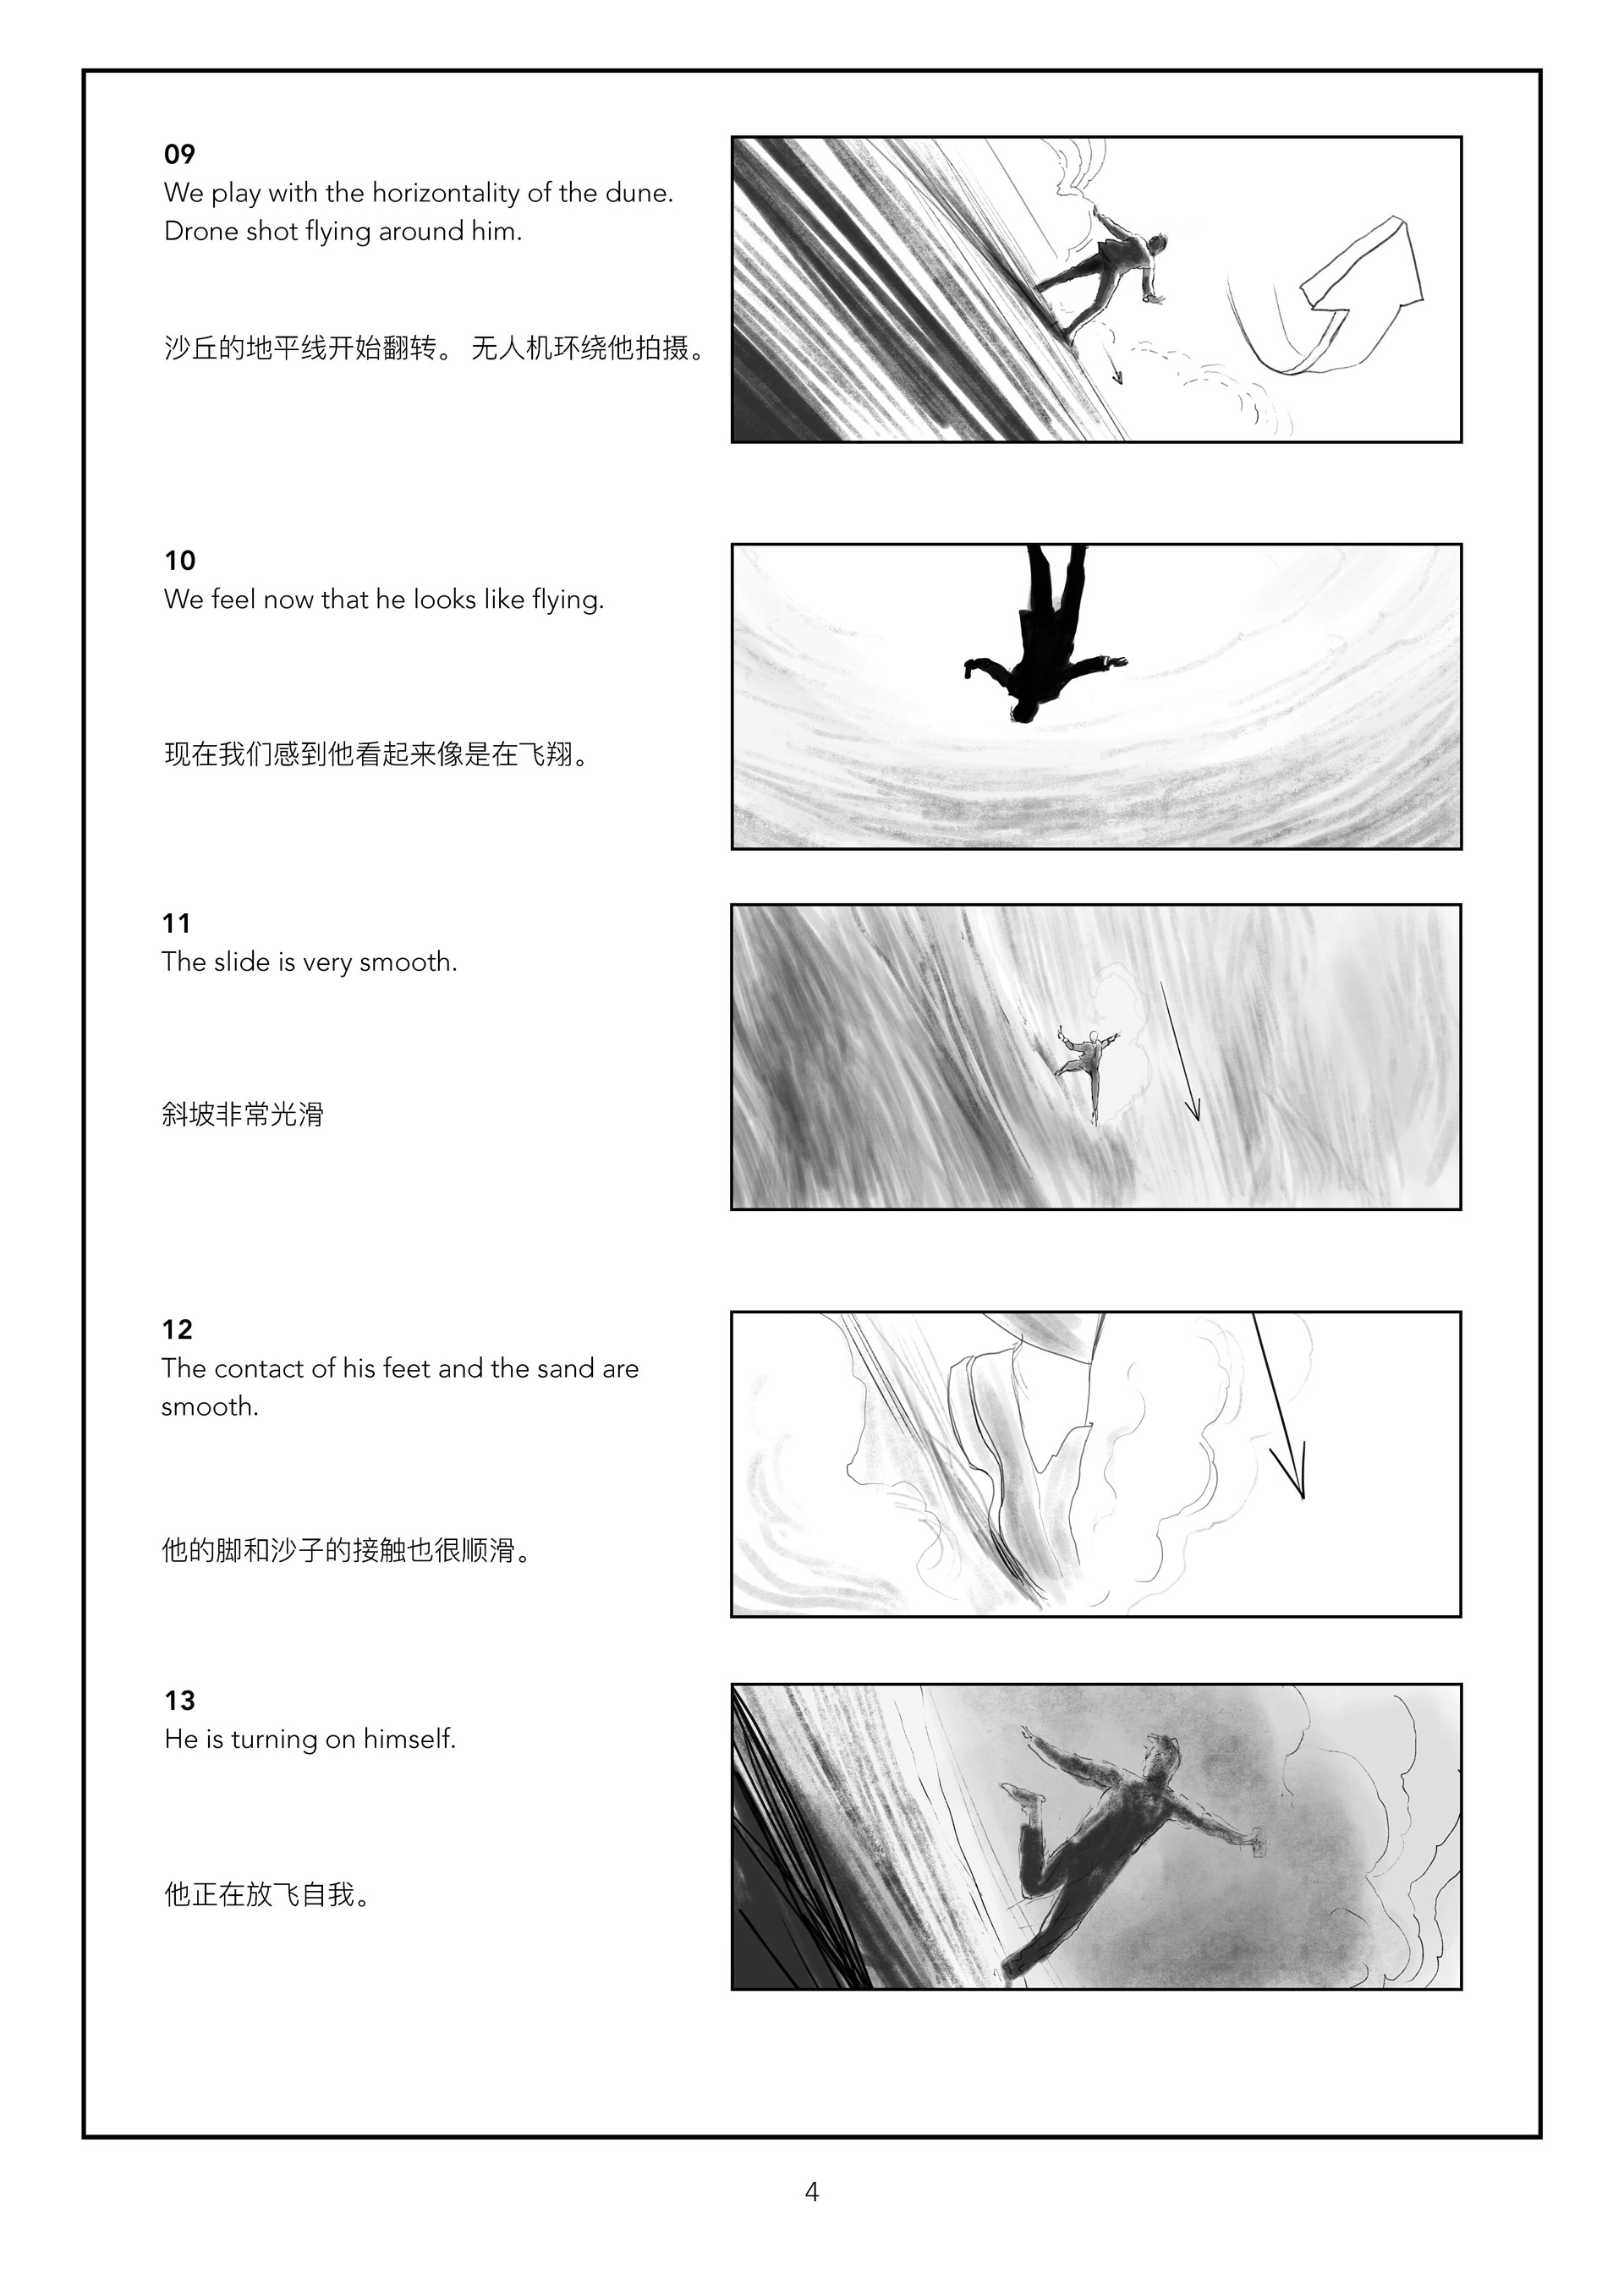 09
We play with the horizontality of the dune.
Drone shot flying around him.
沙丘的地平线开始翻转。 无人机环绕他拍摄。
10
We feel now that he looks like flying.
现在我们感到他看起来像是在飞翔。
11
The slide is very smooth.
斜坡非常光滑
12
The contact of his feet and the sand are
smooth.
他的脚和沙子的接触也很顺滑。
13
He is turning on himself.
他正在放飞自我。
4